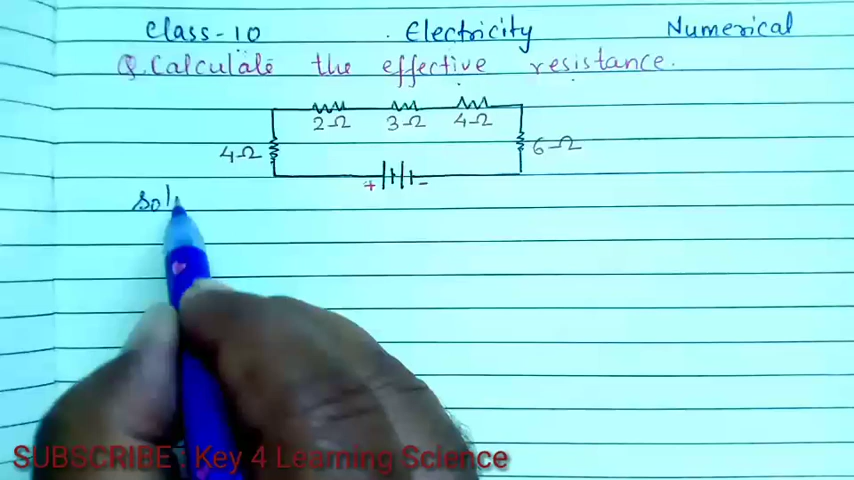 Class-10 Electricity Numerical
Q. Calculate the effective resistance.
2Ω 3Ω 4Ω
4Ω 6Ω
+ -
Sol
SUBSCRIBE : Key 4 Learning Science